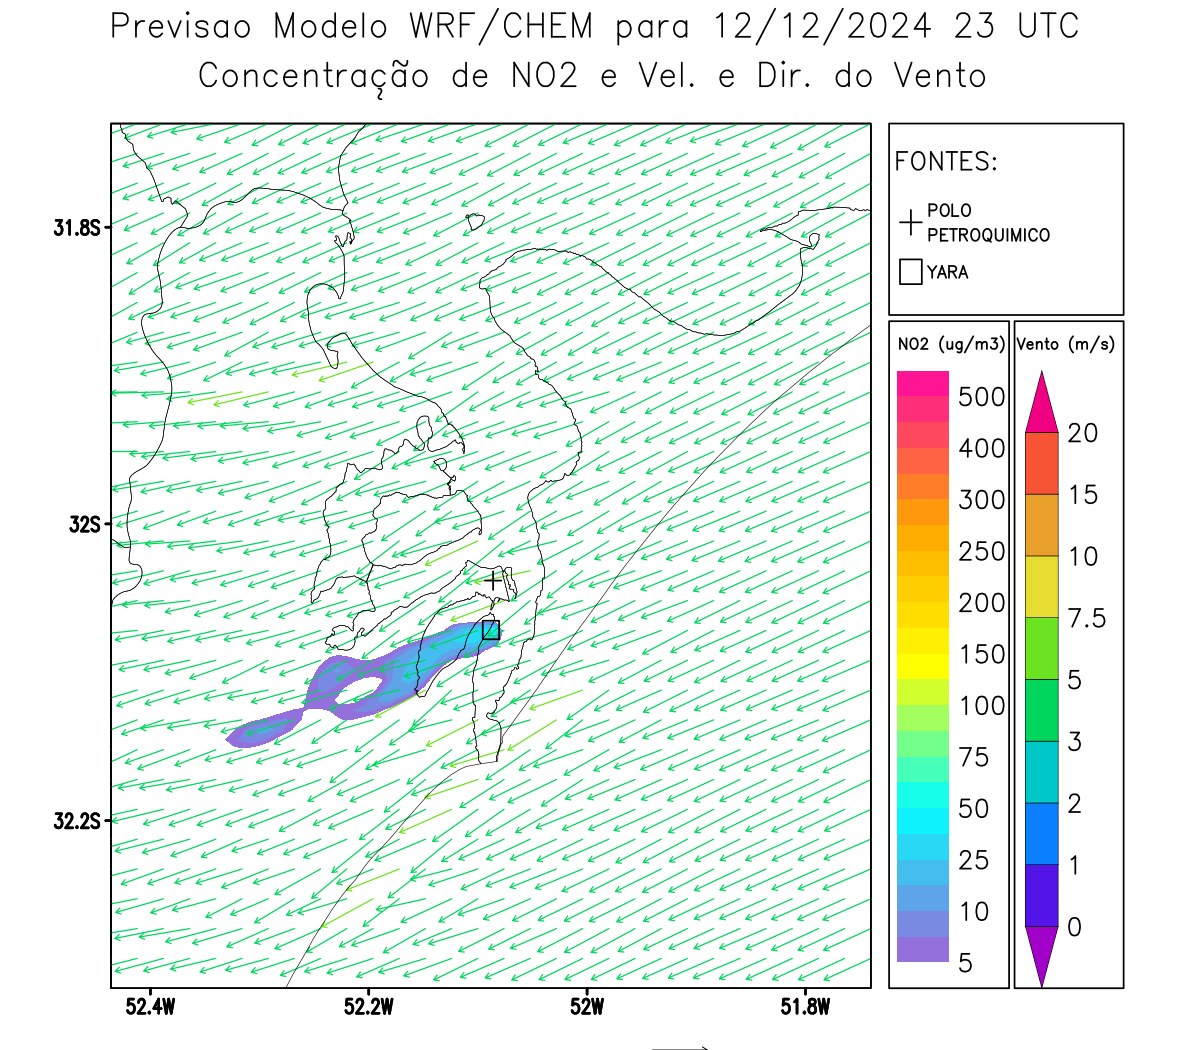 Previsao Modelo WRF/CHEM para 12/12/2024 23 UTC
Concentração de NO2 e Vel. e Dir. do Vento
FONTES:
POLO
PETROQUIMICO
YARA
NO2 (ug/m3)
500
400
300
250
200
150
100
75
50
25
10
5
Vento (m/s)
20
15
10
7.5
5
3
2
1
0
31.8S
32S
32.2S
52.4W
52.2W
52W
51.8W